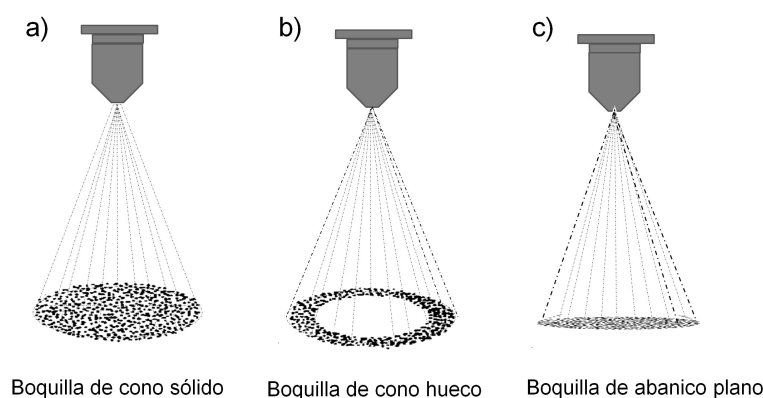 a)
b)
c)
Boquilla de cono sólido
Boquilla de cono hueco
Boquilla de abanico plano